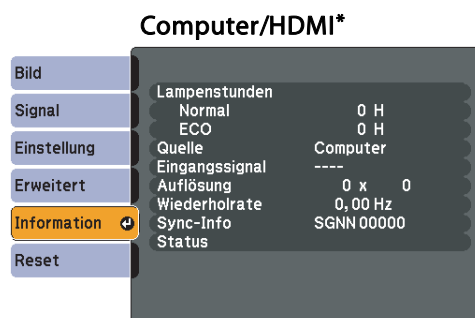 Computer/HDMI*
Bild
Signal
Einstellung
Erweitert
Information
Reset
Lampenstunden
Normal 0 H
ECO 0 H
Quelle Computer
Eingangssignal ----
Auflösung 0 x 0
Wiederholrate 0,00 Hz
Sync-Info SGNN 00000
Status